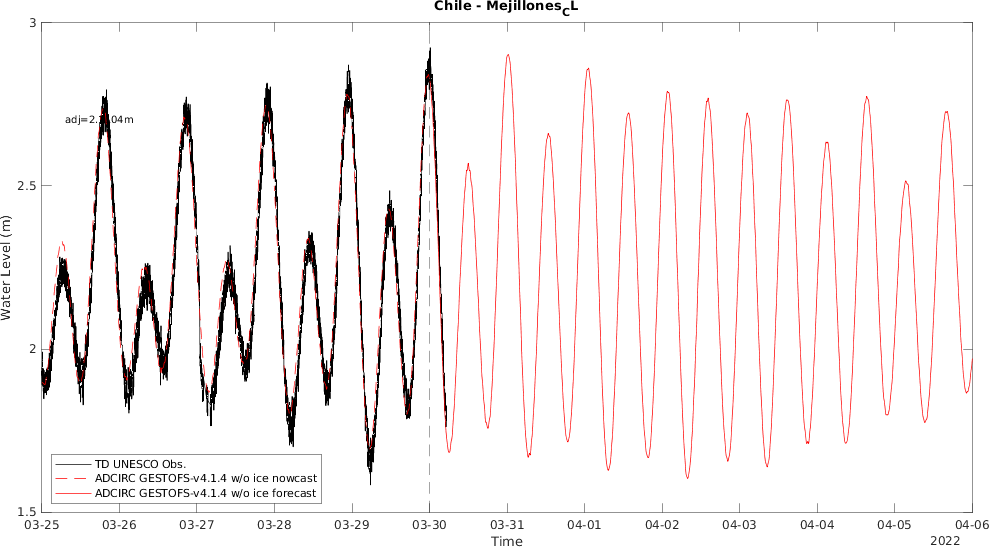 Chile - Mejillones_CL
3
2.5
2
1.5
Water Level (m)
TD UNESCO Obs.
ADCIRC GESTOFS-v4.1.4 w/o ice nowcast
ADCIRC GESTOFS-v4.1.4 w/o ice forecast
03-25 03-26 03-27 03-28 03-29 03-30 03-31 04-01 04-02 04-03 04-04 04-05 04-06
Time
2022